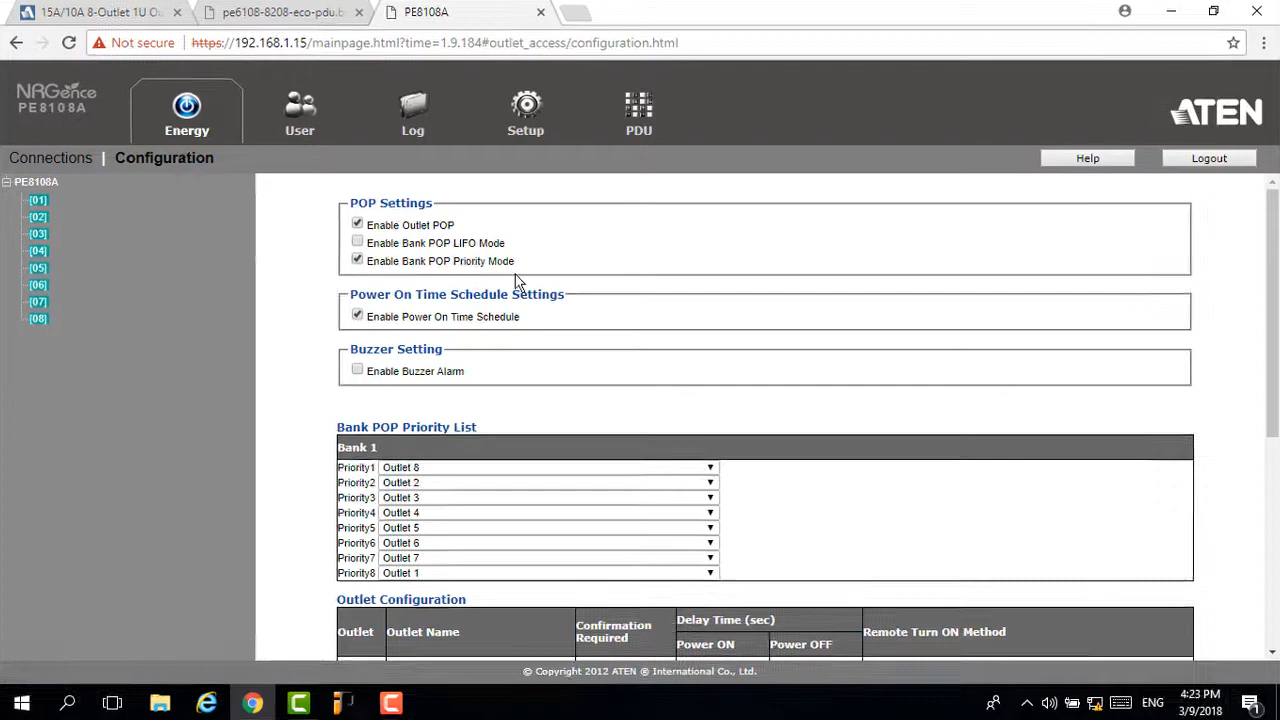 15A/10A 8-Outlet 1U Ou
pe6108-8208-eco-pdu.b
PE8108A
Not secure
https://192.168.1.15/mainpage.html?time=1.9.184#outlet_access/configuration.html
NRGence
PE8108A
Energy
User
Log
Setup
PDU
ATEN
Connections | Configuration
Help
Logout
PE8108A
[01]
[02]
[03]
[04]
[05]
[06]
[07]
[08]
POP Settings
Enable Outlet POP
Enable Bank POP LIFO Mode
Enable Bank POP Priority Mode
Power On Time Schedule Settings
Enable Power On Time Schedule
Buzzer Setting
Enable Buzzer Alarm
Bank POP Priority List
Bank 1
Priority1 Outlet 8
Priority2 Outlet 2
Priority3 Outlet 3
Priority4 Outlet 4
Priority5 Outlet 5
Priority6 Outlet 6
Priority7 Outlet 7
Priority8 Outlet 1
Outlet Configuration
Outlet
Outlet Name
Confirmation
Required
Delay Time (sec)
Power ON
Power OFF
Remote Turn ON Method
© Copyright 2012 ATEN ® International Co., Ltd.
ENG
4:23 PM
3/9/2018
1